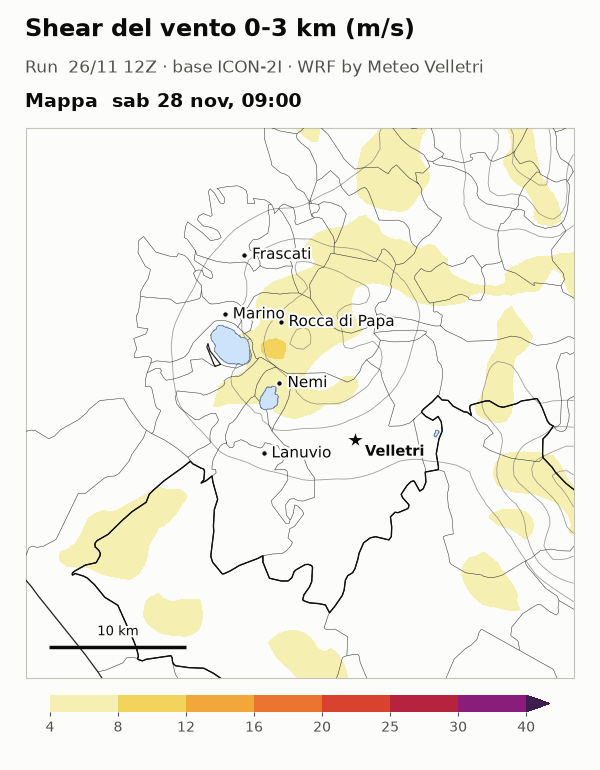 Shear del vento 0-3 km (m/s)
Run  26/11 12Z · base ICON-2I · WRF by Meteo Velletri
Mappa  sab 28 nov, 09:00
Frascati
Marino
Rocca di Papa
Nemi
Velletri
Lanuvio
10 km
4 8 12 16 20 25 30 40